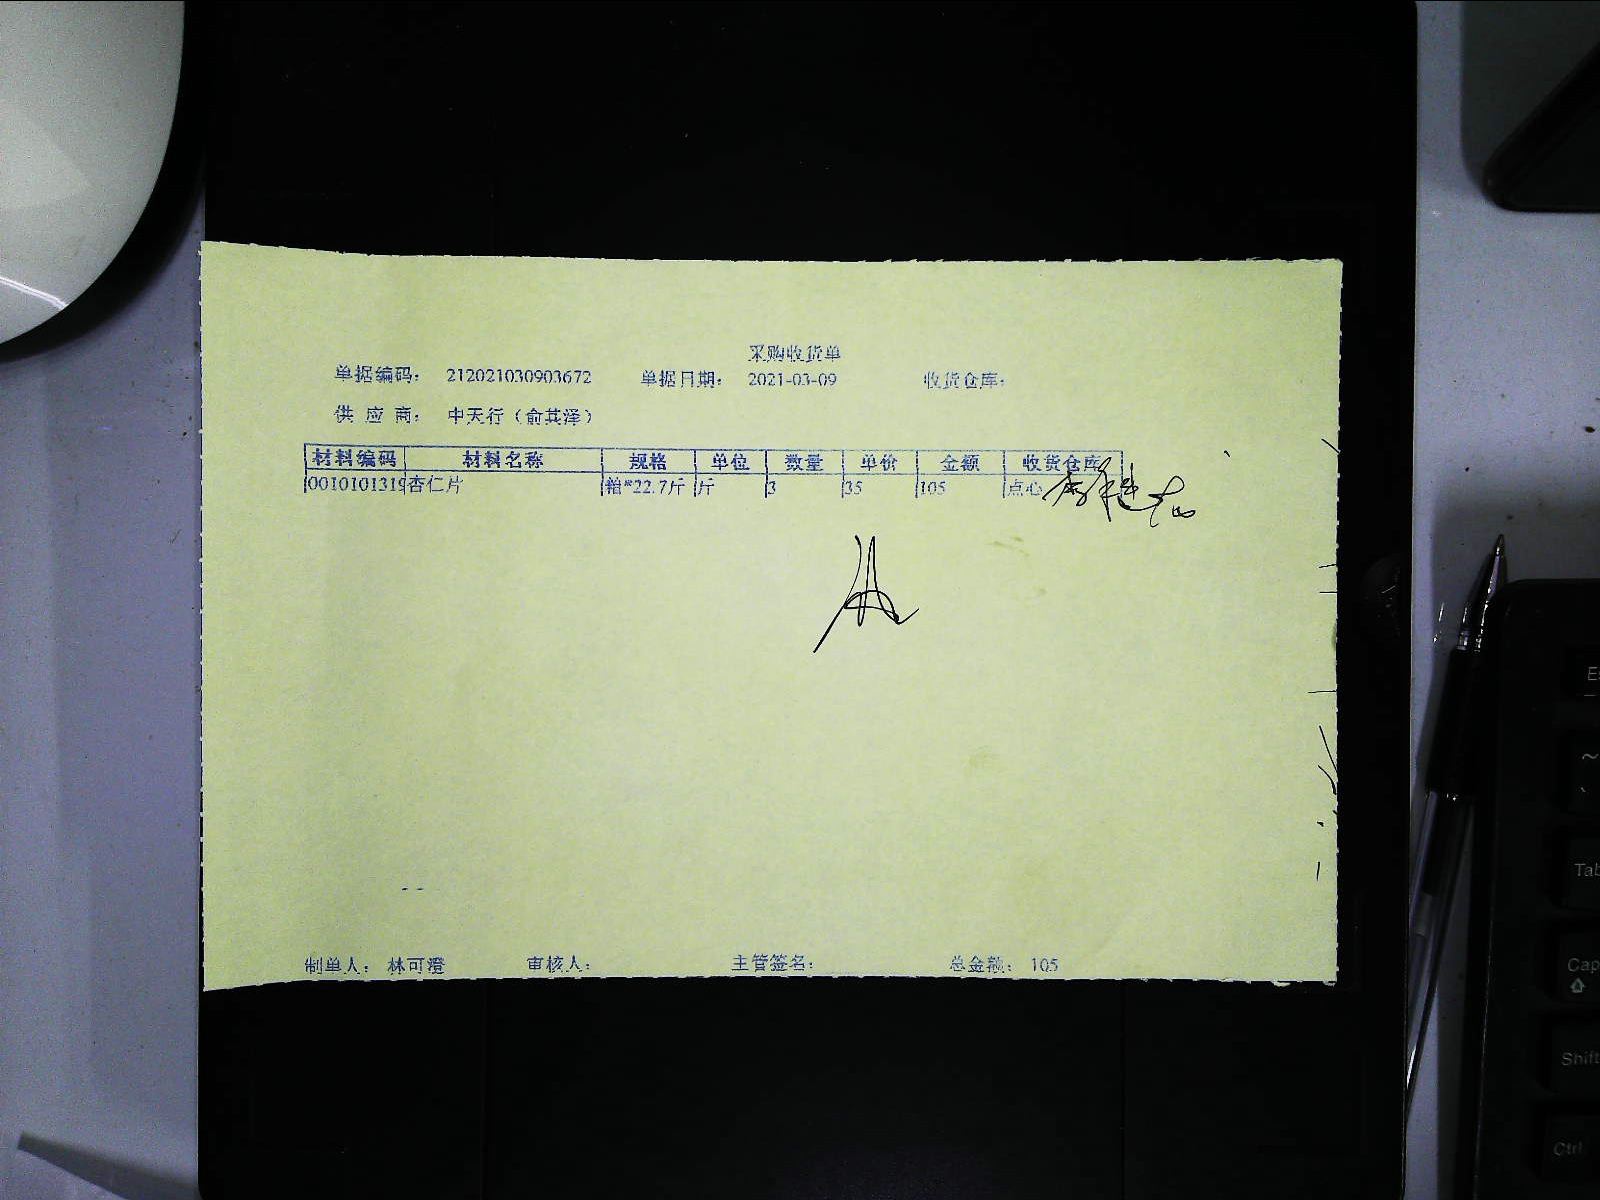 采购收货单
单据编码： 212021030903672 单据日期： 2021-03-09 收货仓库：
供 应 商： 中天行（俞其泽）
材料编码 材料名称 规格 单位 数量 单价 金额 收货仓库
0010101319 杏仁片 箱*22.7斤 斤 3 35 105 点心
制单人： 林可澄 审核人： 主管签名： 总金额： 105
~
Tab
Cap
Shift
Ctrl